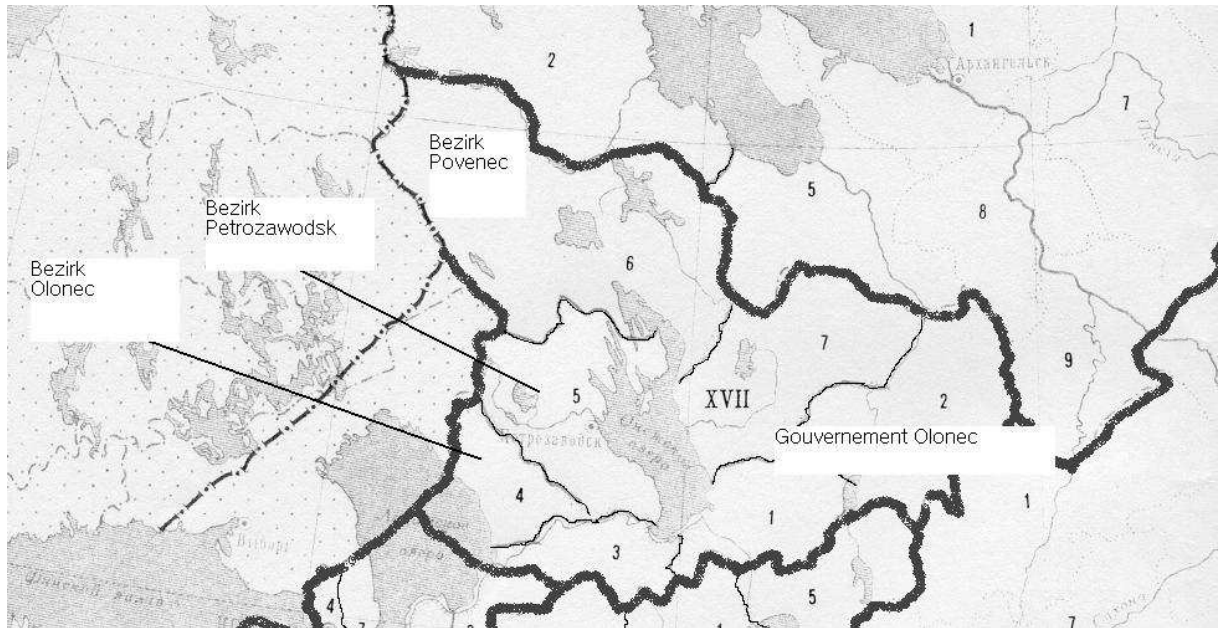 1
2
Архангельск
7
Bezirk
Povenec
5
Bezirk
Petrozawodsk
8
6
Bezirk
Olonec
7
9
5
XVII
2
Gouvernement Olonec
4
1
1
3
5
4
7